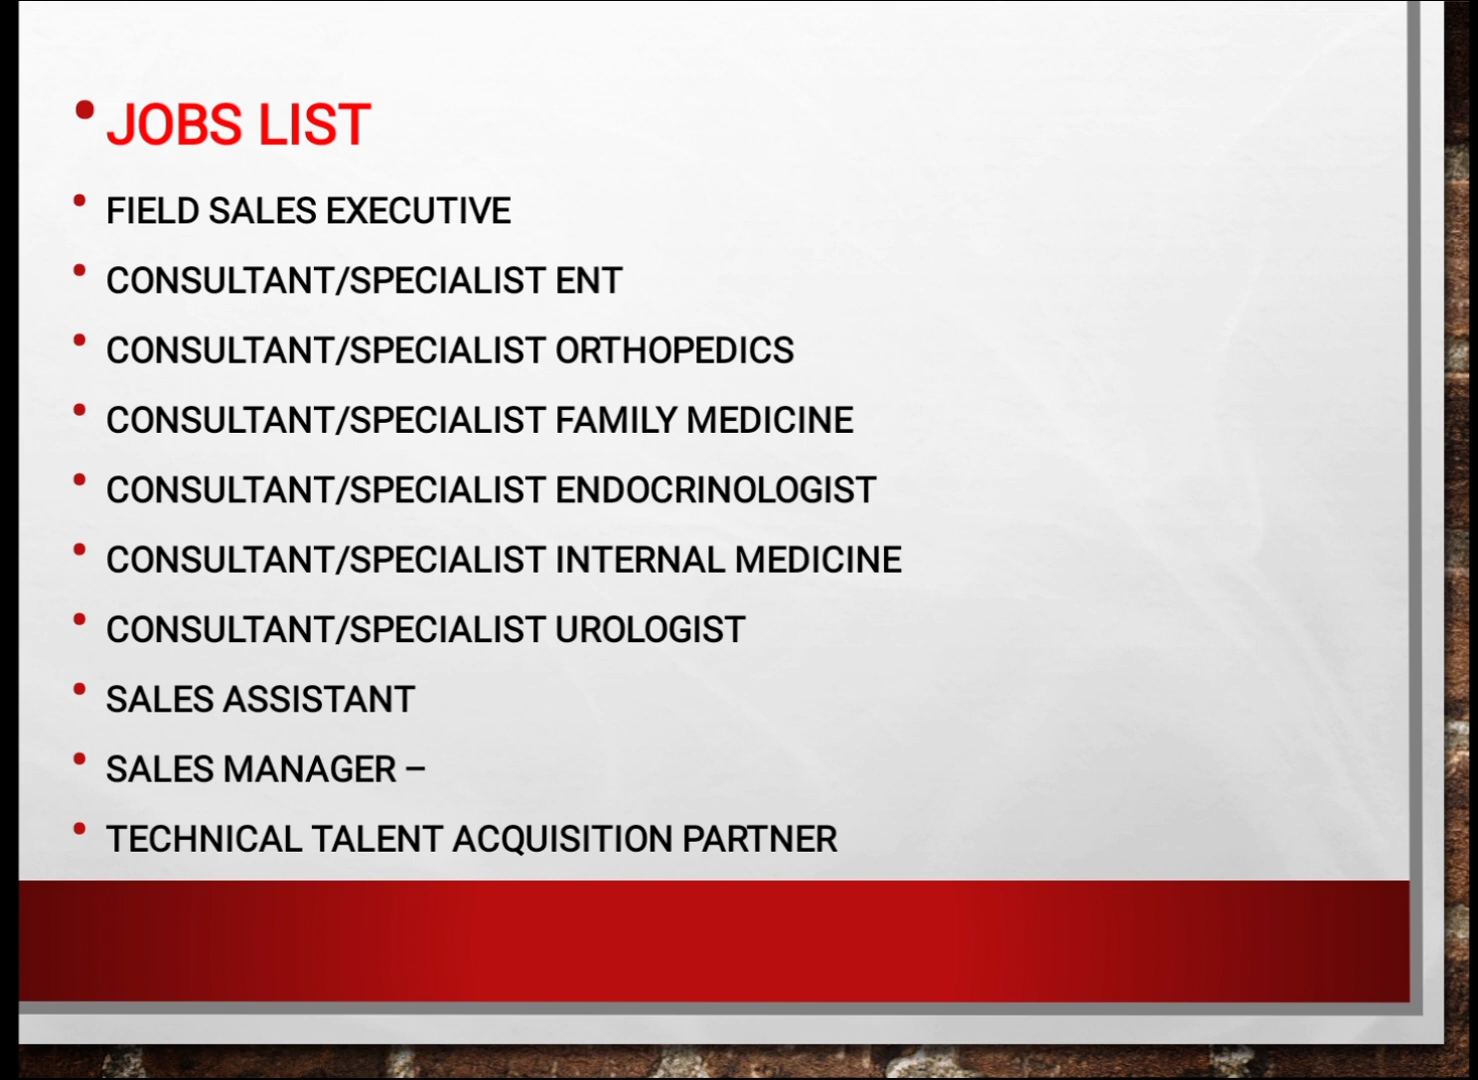 • JOBS LIST
• FIELD SALES EXECUTIVE
• CONSULTANT/SPECIALIST ENT
• CONSULTANT/SPECIALIST ORTHOPEDICS
• CONSULTANT/SPECIALIST FAMILY MEDICINE
• CONSULTANT/SPECIALIST ENDOCRINOLOGIST
• CONSULTANT/SPECIALIST INTERNAL MEDICINE
• CONSULTANT/SPECIALIST UROLOGIST
• SALES ASSISTANT
• SALES MANAGER –
• TECHNICAL TALENT ACQUISITION PARTNER